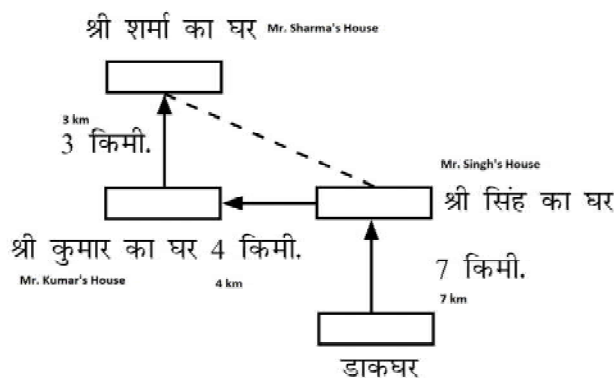 श्री शर्मा का घर Mr. Sharma's House
3 km
3 किमी.
Mr. Singh's House
श्री सिंह का घर
श्री कुमार का घर 4 किमी.
Mr. Kumar's House 4 km
7 किमी.
7 km
डाकघर